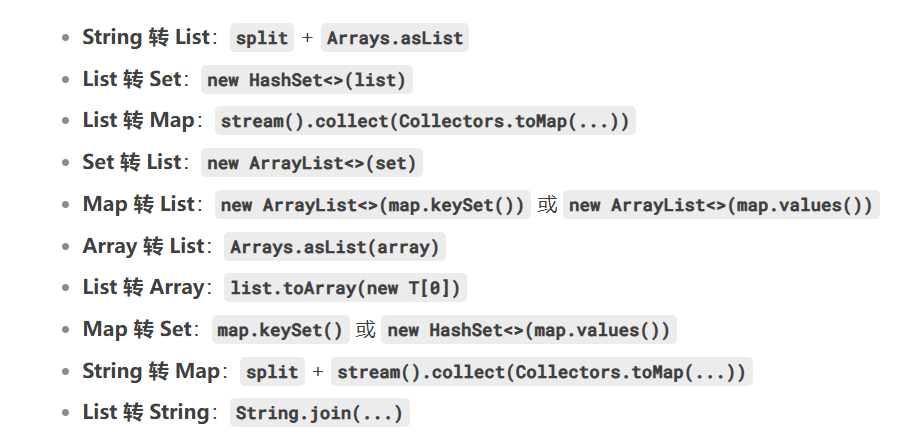 String 转 List：split + Arrays.asList
List 转 Set：new HashSet<>(list)
List 转 Map：stream().collect(Collectors.toMap(...))
Set 转 List：new ArrayList<>(set)
Map 转 List：new ArrayList<>(map.keySet()) 或 new ArrayList<>(map.values())
Array 转 List：Arrays.asList(array)
List 转 Array：list.toArray(new T[0])
Map 转 Set：map.keySet() 或 new HashSet<>(map.values())
String 转 Map：split + stream().collect(Collectors.toMap(...))
List 转 String：String.join(...)